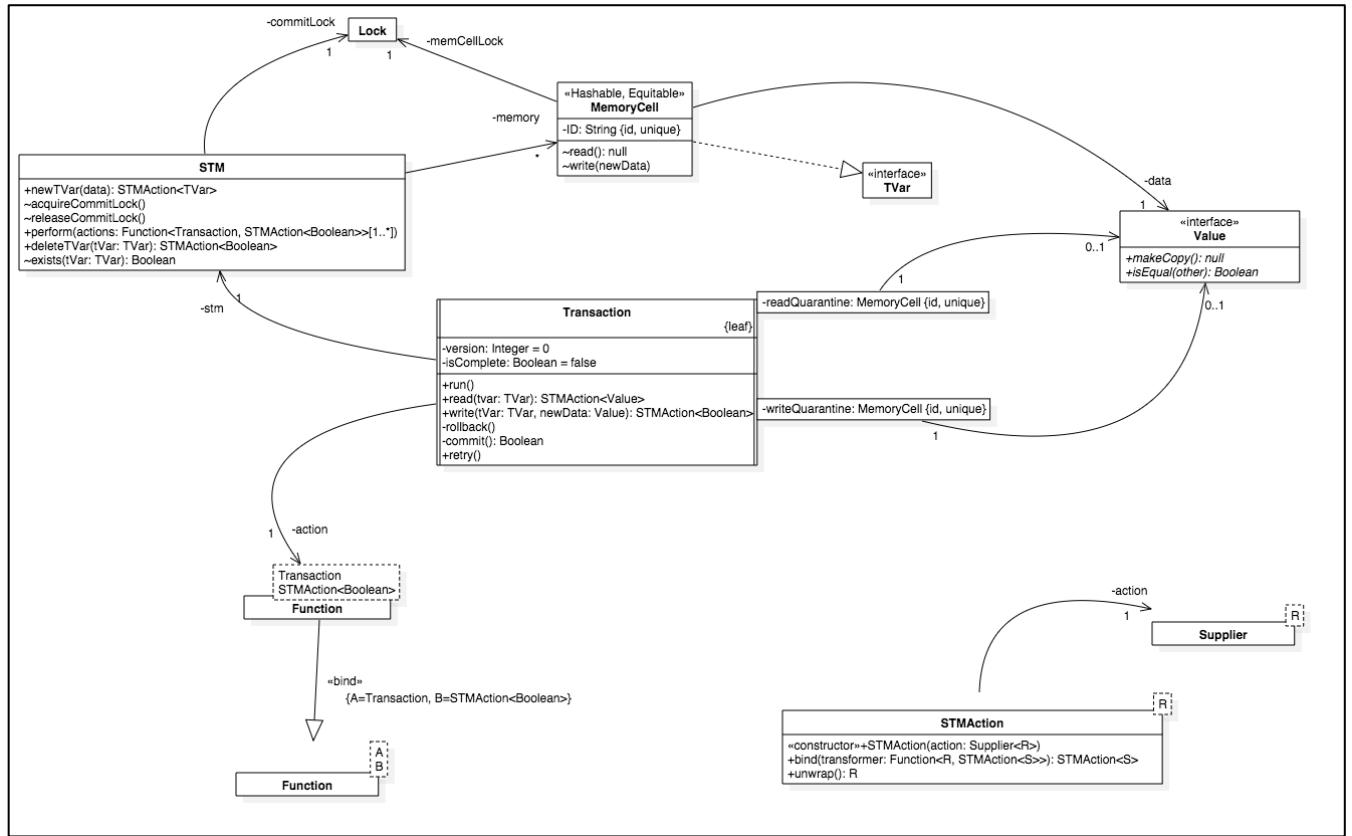 -commitLock
Lock
1
1
-memCellLock
«Hashable, Equitable»
MemoryCell
-ID: String {id, unique}
~read(): null
~write(newData)
-memory
*
STM
+newTVar(data): STMAction<TVar>
~acquireCommitLock()
~releaseCommitLock()
+perform(actions: Function<Transaction, STMAction<Boolean>>[1..*])
+deleteTVar(tVar: TVar): STMAction<Boolean>
~exists(tVar: TVar): Boolean
«interface»
TVar
-data
1
«interface»
Value
+makeCopy(): null
+isEqual(other): Boolean
0..1
0..1
1
-stm
Transaction
{leaf}
-version: Integer = 0
-isComplete: Boolean = false
+run()
+read(tvar: TVar): STMAction<Value>
+write(tVar: TVar, newData: Value): STMAction<Boolean>
-rollback()
-commit(): Boolean
+retry()
1
-readQuarantine: MemoryCell {id, unique}
-writeQuarantine: MemoryCell {id, unique}
1
-action
1
Transaction
STMAction<Boolean>
Function
«bind»
{A=Transaction, B=STMAction<Boolean>}
A
B
Function
-action
1
R
Supplier
R
STMAction
«constructor»+STMAction(action: Supplier<R>)
+bind(transformer: Function<R, STMAction<S>>): STMAction<S>
+unwrap(): R